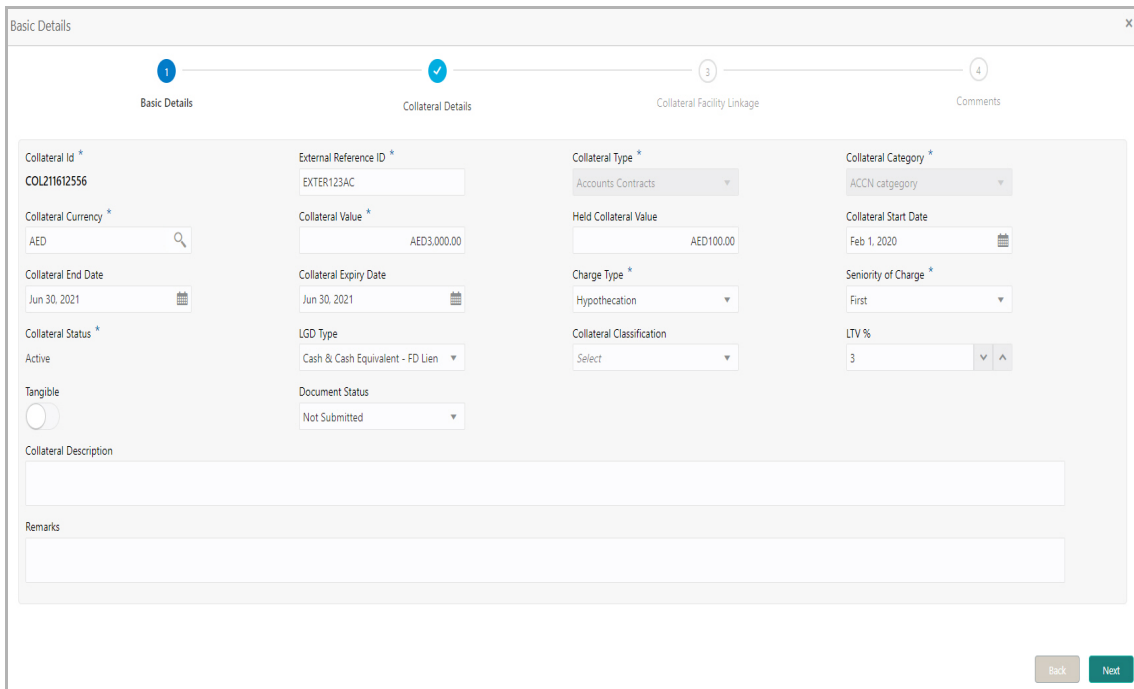 Basic Details x
1 3 4
Basic Details Collateral Details Collateral Facility Linkage Comments
Collateral Id * External Reference ID * Collateral Type * Collateral Category *
COL211612556 EXTER123AC Accounts Contracts ACCN catgegory
Collateral Currency * Collateral Value * Held Collateral Value Collateral Start Date
AED AED3,000.00 AED100.00 Feb 1, 2020
Collateral End Date Collateral Expiry Date Charge Type * Seniority of Charge *
Jun 30, 2021 Jun 30, 2021 Hypothecation First
Collateral Status * LGD Type Collateral Classification LTV %
Active Cash & Cash Equivalent - FD Lien Select 3
Tangible Document Status
Not Submitted
Collateral Description
Remarks
Back Next